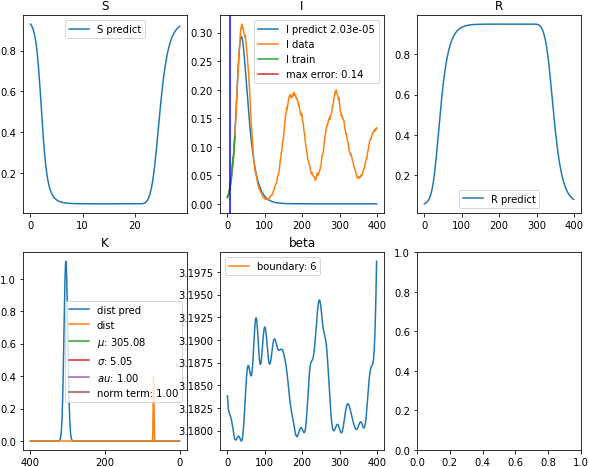 S
I
R
S predict
I predict 2.03e-05
I data
I train
max error: 0.14
R predict
0.8
0.6
0.4
0.2
0 10 20
0.30
0.25
0.20
0.15
0.10
0.05
0.00
0 100 200 300 400
0.8
0.6
0.4
0.2
0 100 200 300 400
K
beta
dist pred
dist
μ: 305.08
σ: 5.05
au: 1.00
norm term: 1.00
boundary: 6
1.0
0.8
0.6
0.4
0.2
0.0
400 200 0
3.1975
3.1950
3.1925
3.1900
3.1875
3.1850
3.1825
3.1800
0 100 200 300 400
1.0
0.8
0.6
0.4
0.2
0.0
0.0 0.2 0.4 0.6 0.8 1.0